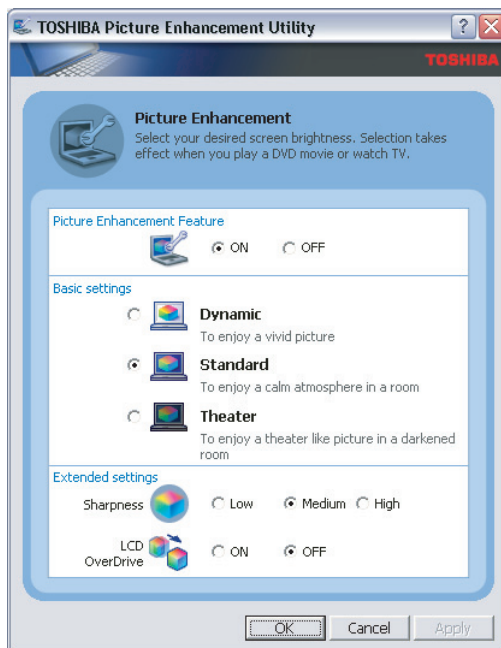 TOSHIBA Picture Enhancement Utility
TOSHIBA
Picture Enhancement
Select your desired screen brightness. Selection takes
effect when you play a DVD movie or watch TV.
Picture Enhancement Feature
ON OFF
Basic settings
Dynamic
To enjoy a vivid picture
Standard
To enjoy a calm atmosphere in a room
Theater
To enjoy a theater like picture in a darkened
room
Extended settings
Sharpness Low Medium High
LCD
OverDrive ON OFF
OK Cancel Apply